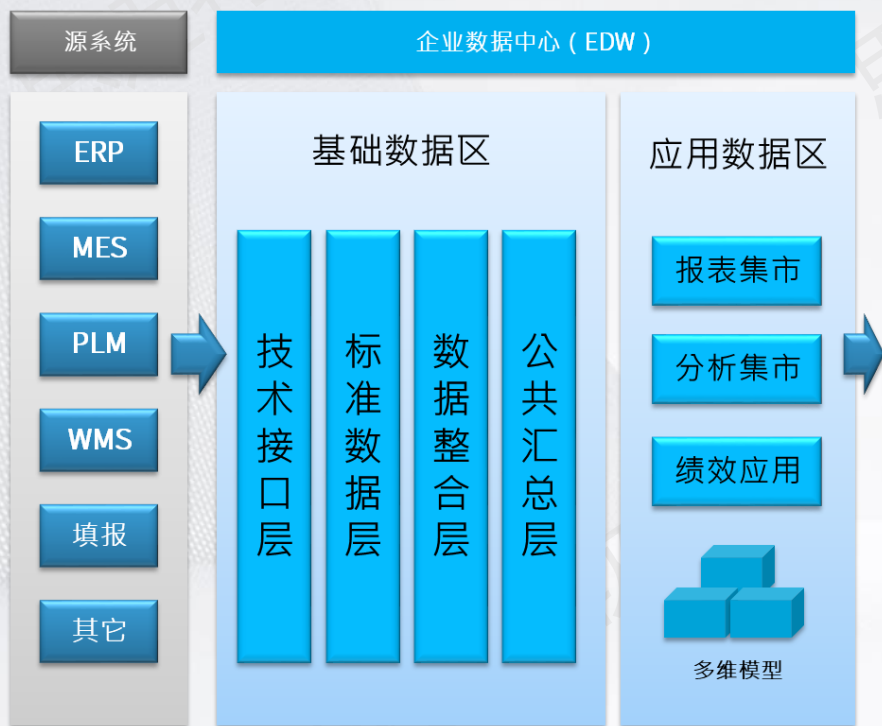 源系统
企业数据中心（EDW）
ERP
MES
PLM
WMS
填报
其它
基础数据区
技术接口层
标准数据层
数据整合层
公共汇总层
应用数据区
报表集市
分析集市
绩效应用
多维模型